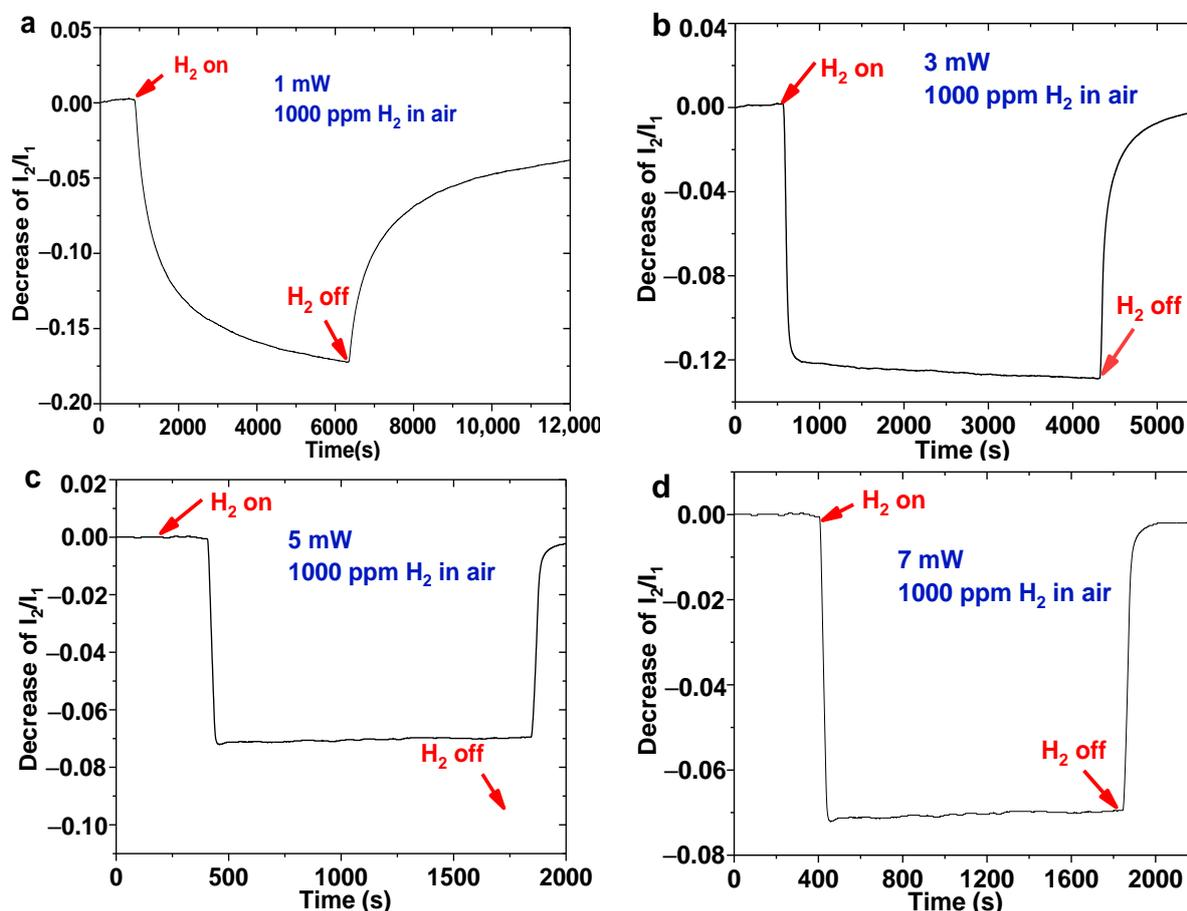 a
0.05
0.00
–0.05
–0.10
–0.15
–0.20
Decrease of I₂/I₁
H₂ on
1 mW
1000 ppm H₂ in air
H₂ off
0 2000 4000 6000 8000 10,000 12,000
Time(s)
b
0.04
0.00
–0.04
–0.08
–0.12
Decrease of I₂/I₁
H₂ on
3 mW
1000 ppm H₂ in air
H₂ off
0 1000 2000 3000 4000 5000
Time (s)
c
0.02
0.00
–0.02
–0.04
–0.06
–0.08
–0.10
Decrease of I₂/I₁
H₂ on
5 mW
1000 ppm H₂ in air
H₂ off
0 500 1000 1500 2000
Time (s)
d
0.00
–0.02
–0.04
–0.06
–0.08
Decrease of I₂/I₁
H₂ on
7 mW
1000 ppm H₂ in air
H₂ off
0 400 800 1200 1600 2000
Time (s)